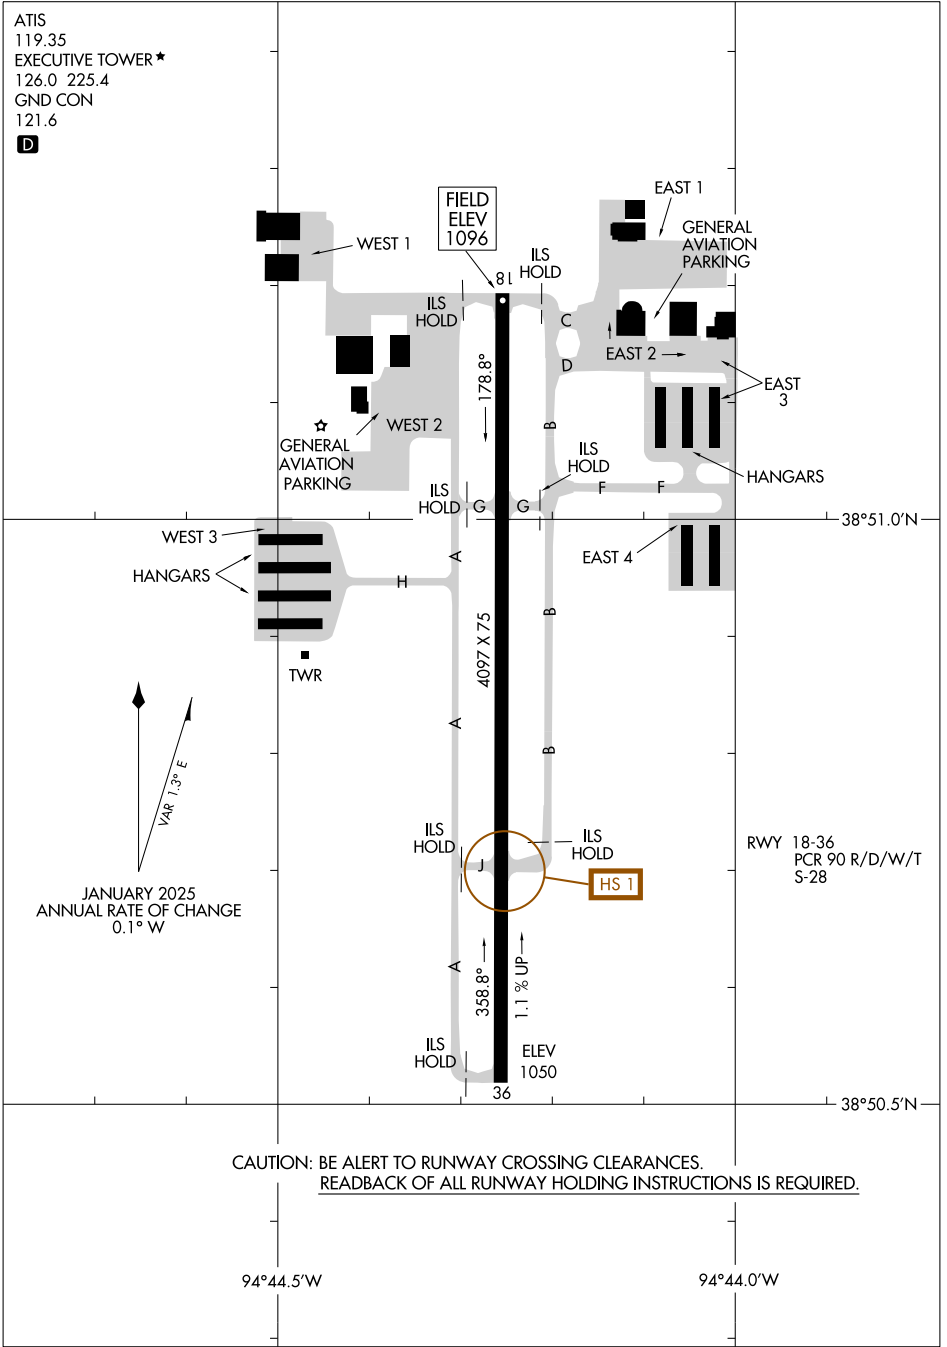 ATIS
119.35
EXECUTIVE TOWER★
126.0 225.4
GND CON
121.6
D
FIELD
ELEV
1096
EAST 1
GENERAL
AVIATION
PARKING
WEST 1
ILS
HOLD
18
ILS
HOLD
C
EAST 2
D
EAST
3
178.8°
WEST 2
B
GENERAL
AVIATION
PARKING
ILS
HOLD
HANGARS
ILS
HOLD
G
G
F
F
38°51.0'N
WEST 3
A
EAST 4
HANGARS
H
B
4097 X 75
TWR
A
B
VAR 1.3° E
ILS
HOLD
J
ILS
HOLD
HS 1
RWY 18-36
PCR 90 R/D/W/T
S-28
JANUARY 2025
ANNUAL RATE OF CHANGE
0.1° W
A
358.8°
1.1 % UP
ILS
HOLD
ELEV
1050
36
38°50.5'N
CAUTION: BE ALERT TO RUNWAY CROSSING CLEARANCES.
READBACK OF ALL RUNWAY HOLDING INSTRUCTIONS IS REQUIRED.
94°44.5'W
94°44.0'W